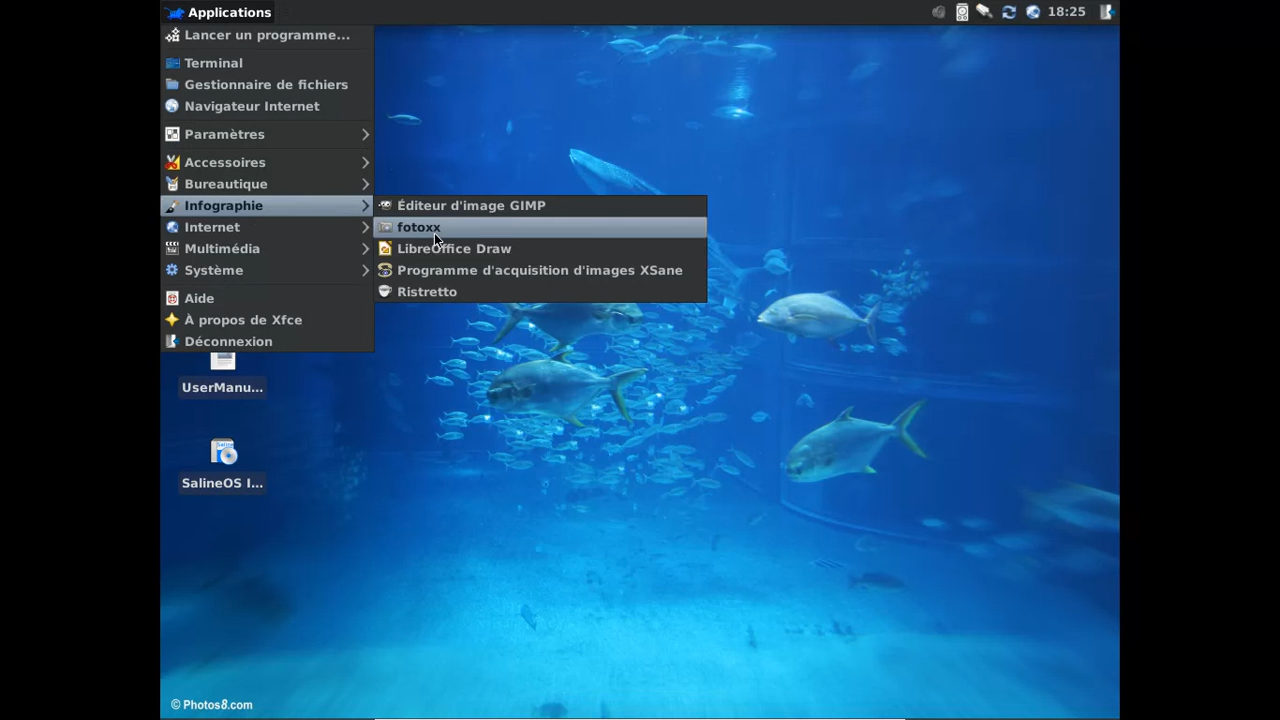 Applications
18:25
Lancer un programme...
Terminal
Gestionnaire de fichiers
Navigateur Internet
Paramètres
Accessoires
Bureautique
Infographie
Internet
Multimédia
Système
Aide
À propos de Xfce
Déconnexion
Éditeur d'image GIMP
fotoxx
LibreOffice Draw
Programme d'acquisition d'images XSane
Ristretto
UserManu...
SalineOS I...
© Photos8.com